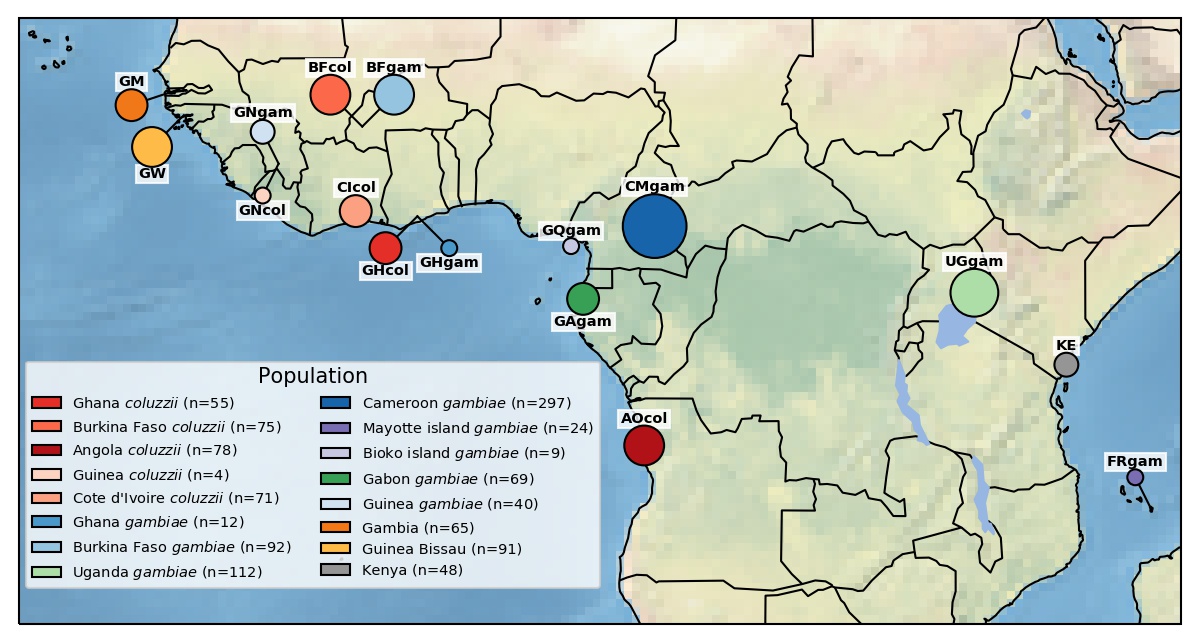 BFcol
BFgam
GM
GNgam
GW
CIcol
CMgam
GNcol
GQgam
GHcol
GHgam
UGgam
GAgam
KE
AOcol
FRgam
Population
Ghana coluzzii (n=55)
Burkina Faso coluzzii (n=75)
Angola coluzzii (n=78)
Guinea coluzzii (n=4)
Cote d'Ivoire coluzzii (n=71)
Ghana gambiae (n=12)
Burkina Faso gambiae (n=92)
Uganda gambiae (n=112)
Cameroon gambiae (n=297)
Mayotte island gambiae (n=24)
Bioko island gambiae (n=9)
Gabon gambiae (n=69)
Guinea gambiae (n=40)
Gambia (n=65)
Guinea Bissau (n=91)
Kenya (n=48)